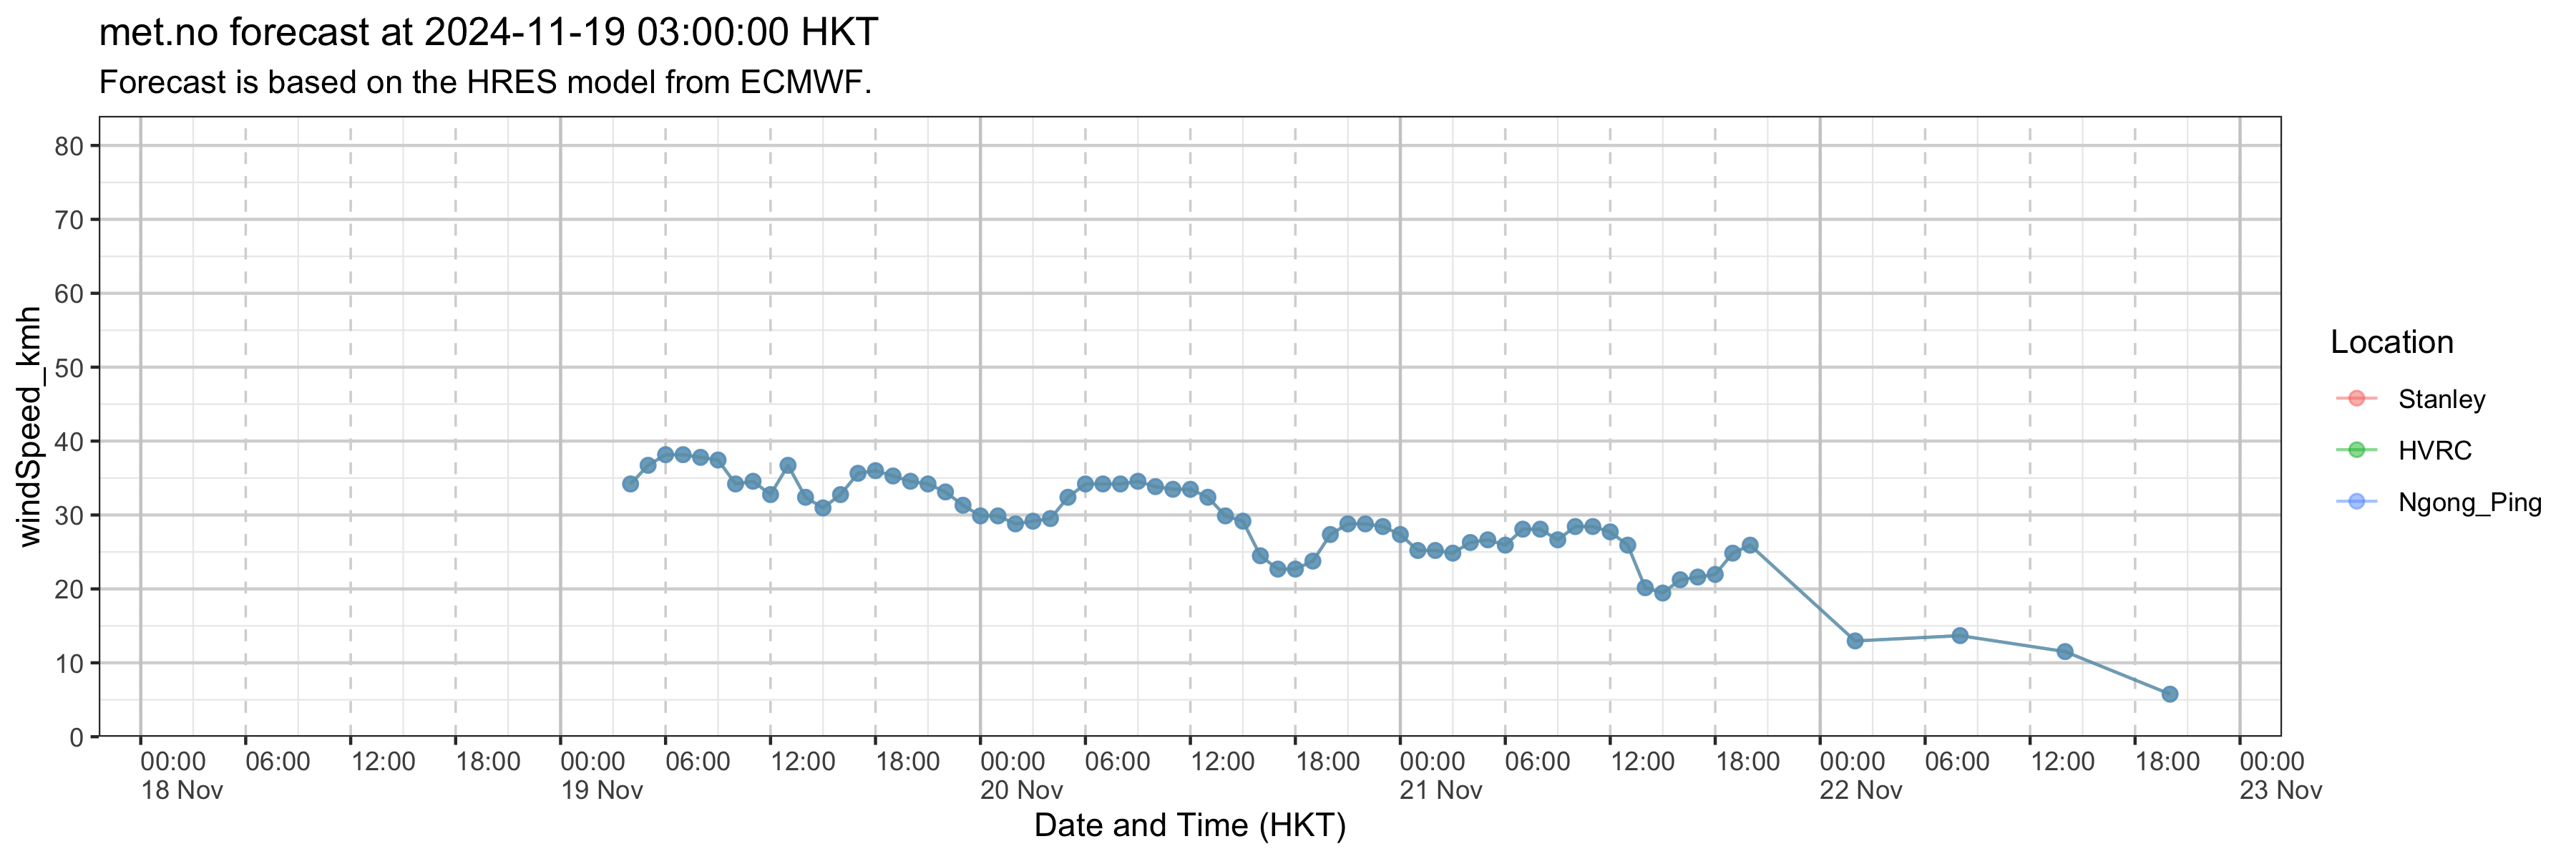 met.no forecast at 2024-11-19 03:00:00 HKT
Forecast is based on the HRES model from ECMWF.
windSpeed_kmh
80
70
60
50
40
30
20
10
0
00:00 06:00 12:00 18:00 00:00 06:00 12:00 18:00 00:00 06:00 12:00 18:00 00:00 06:00 12:00 18:00 00:00 06:00 12:00 18:00 00:00
18 Nov 19 Nov 20 Nov 21 Nov 22 Nov 23 Nov
Date and Time (HKT)
Location
Stanley
HVRC
Ngong_Ping